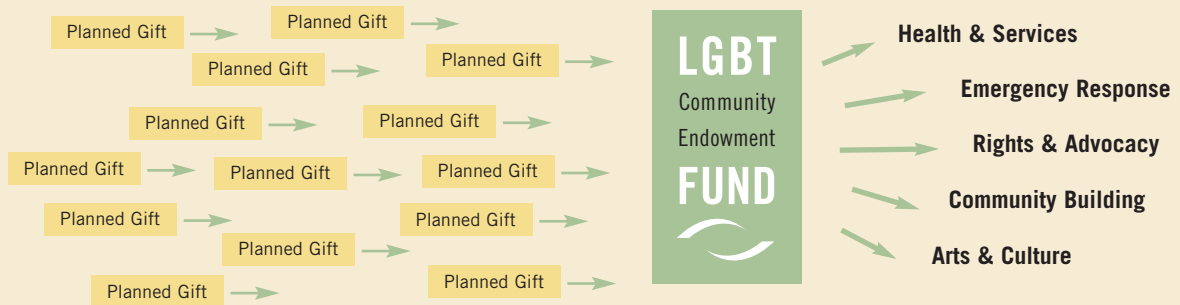 Planned Gift
Planned Gift
Planned Gift
Planned Gift
Planned Gift
Planned Gift
Planned Gift
Planned Gift
Planned Gift
Planned Gift
Planned Gift
Planned Gift
Planned Gift
Planned Gift
LGBT
Community
Endowment
FUND
Health & Services
Emergency Response
Rights & Advocacy
Community Building
Arts & Culture